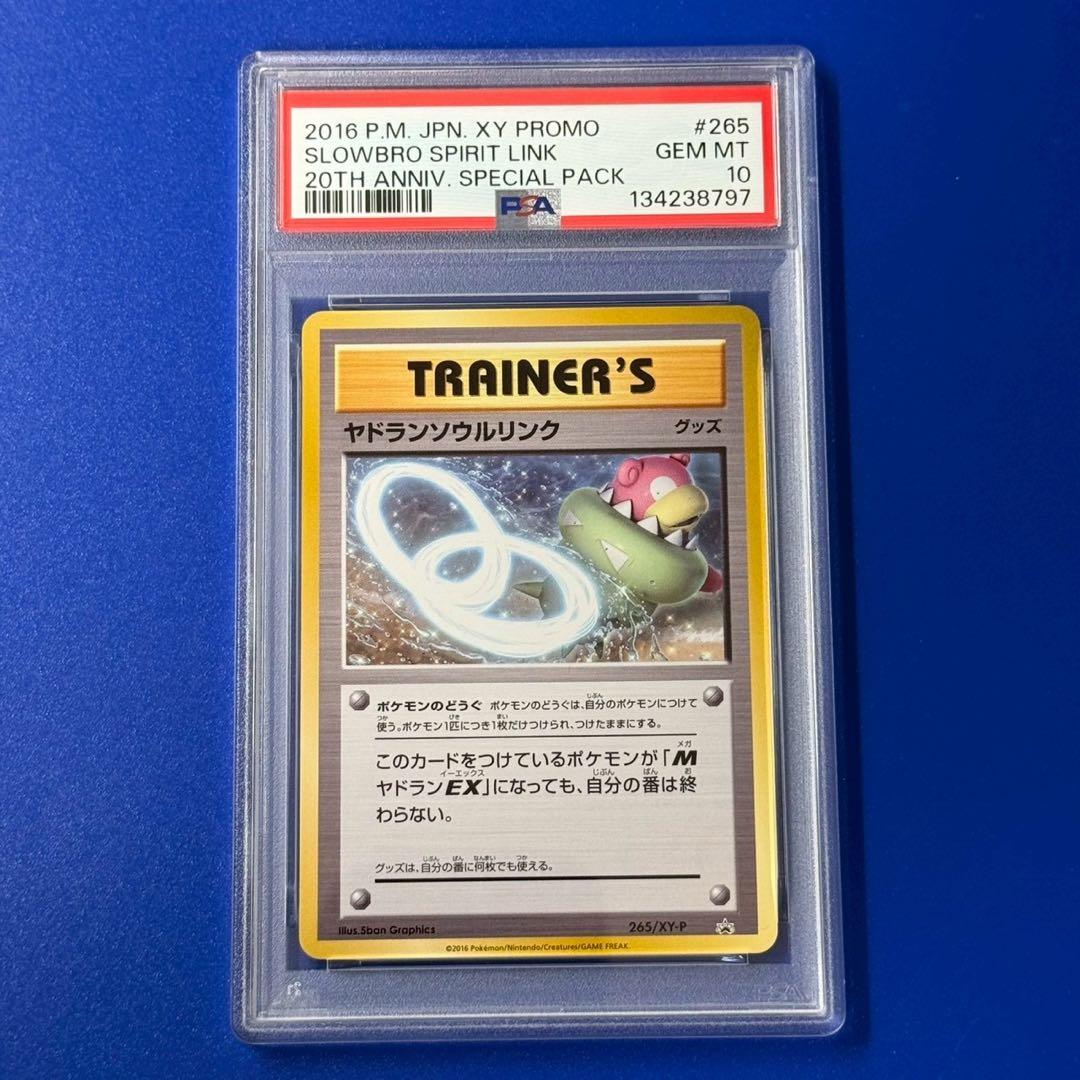 2016 P.M. JPN. XY PROMO #265
SLOWBRO SPIRIT LINK GEM MT
20TH ANNIV. SPECIAL PACK 10
PSA 134238797
TRAINER'S
ヤドランソウルリンク グッズ
ポケモンのどうぐ ポケモンのどうぐは、自分のポケモンにつけて
使う。ポケモン1匹につき1枚だけつけられ、つけたままにする。
このカードをつけているポケモンが「M
ヤドランEX」になっても、自分の番は終
わらない。
グッズは、自分の番に何枚でも使える。
Illus.5ban Graphics 265/XY-P
©2016 Pokémon/Nintendo/Creatures/GAME FREAK.
PSA